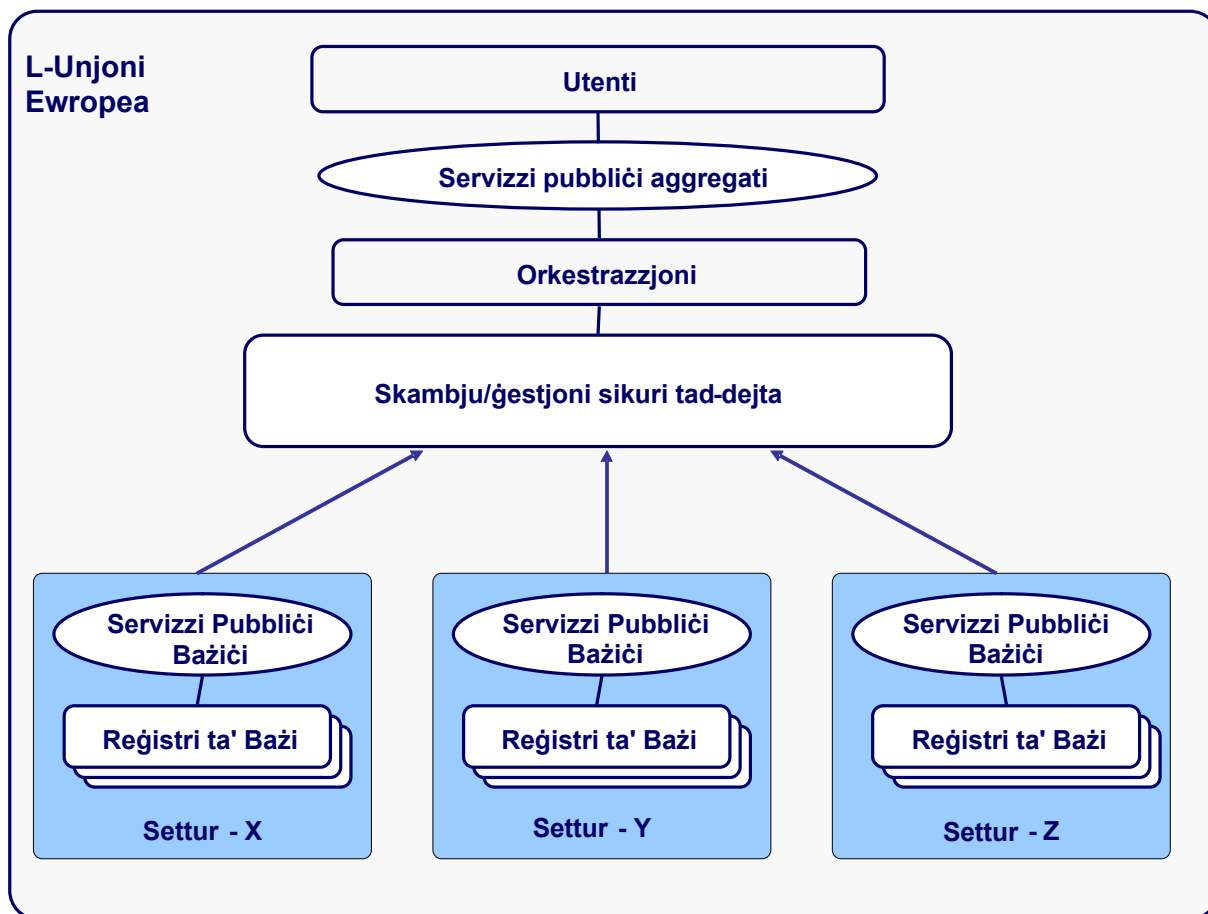 L-Unjoni
Ewropea
Utenti
Servizzi pubbliċi aggregati
Orkestrazzjoni
Skambju/ġestjoni sikuri tad-dejta
Servizzi Pubbliċi
Bażiċi
Reġistri ta' Bażi
Settur - X
Servizzi Pubbliċi
Bażiċi
Reġistri ta' Bażi
Settur - Y
Servizzi Pubbliċi
Bażiċi
Reġistri ta' Bażi
Settur - Z